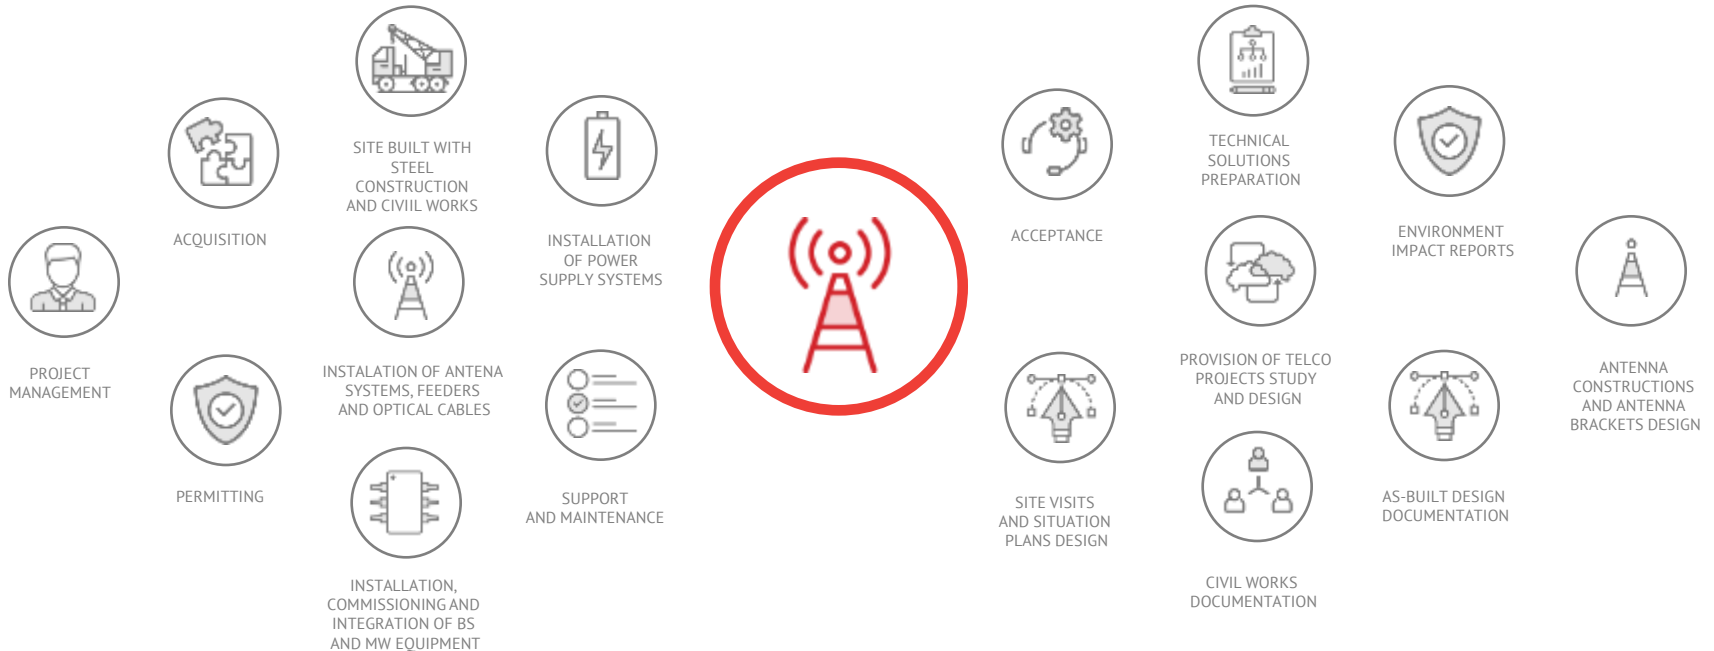 PROJECT
MANAGEMENT
ACQUISITION
PERMITTING
SITE BUILT WITH
STEEL
CONSTRUCTION
AND CIVIIL WORKS
INSTALATION OF ANTENA
SYSTEMS, FEEDERS
AND OPTICAL CABLES
INSTALLATION,
COMMISSIONING AND
INTEGRATION OF BS
AND MW EQUIPMENT
INSTALLATION
OF POWER
SUPPLY SYSTEMS
SUPPORT
AND MAINTENANCE
ACCEPTANCE
SITE VISITS
AND SITUATION
PLANS DESIGN
TECHNICAL
SOLUTIONS
PREPARATION
PROVISION OF TELCO
PROJECTS STUDY
AND DESIGN
CIVIL WORKS
DOCUMENTATION
ENVIRONMENT
IMPACT REPORTS
AS-BUILT DESIGN
DOCUMENTATION
ANTENNA
CONSTRUCTIONS
AND ANTENNA
BRACKETS DESIGN